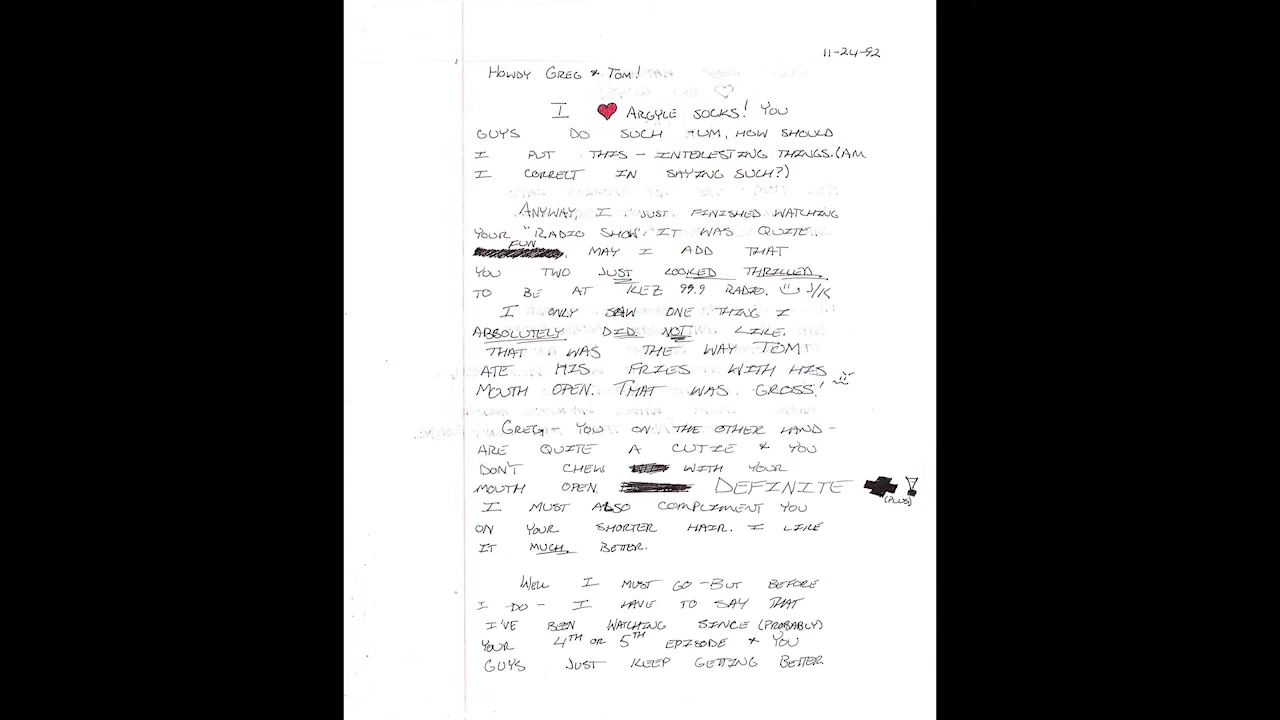 11-24-92
HOWDY GREG & TOM!
I ♥ ARGYLE SOCKS! YOU
GUYS DO SUCH HUM, HOW SHOULD
I PUT THIS - INTERESTING THINGS. (AM
I CORRECT IN SAYING SUCH?)
ANYWAY, I JUST FINISHED WATCHING
YOUR "RADIO SHOW". IT WAS QUITE
FUN
. MAY I ADD THAT
YOU TWO JUST LOOKED THRILLED
TO BE AT KEZ 99.9 RADIO. J/K
I ONLY SAW ONE THING I
ABSOLUTELY DID NOT LIKE.
THAT WAS THE WAY TOM
ATE HIS FRIES WITH HIS
MOUTH OPEN. THAT WAS GROSS!
GREG - YOU ON THE OTHER HAND -
ARE QUITE A CUTIE & YOU
DON'T CHEW WITH YOUR
MOUTH OPEN. DEFINITE !
(PLUS)
I MUST ALSO COMPLIMENT YOU
ON YOUR SHORTER HAIR. I LIKE
IT MUCH BETTER.
WELL I MUST GO - BUT BEFORE
I DO - I HAVE TO SAY THAT
I'VE BEEN WATCHING SINCE (PROBABLY)
YOUR 4TH OR 5TH EPISODE & YOU
GUYS JUST KEEP GETTING BETTER